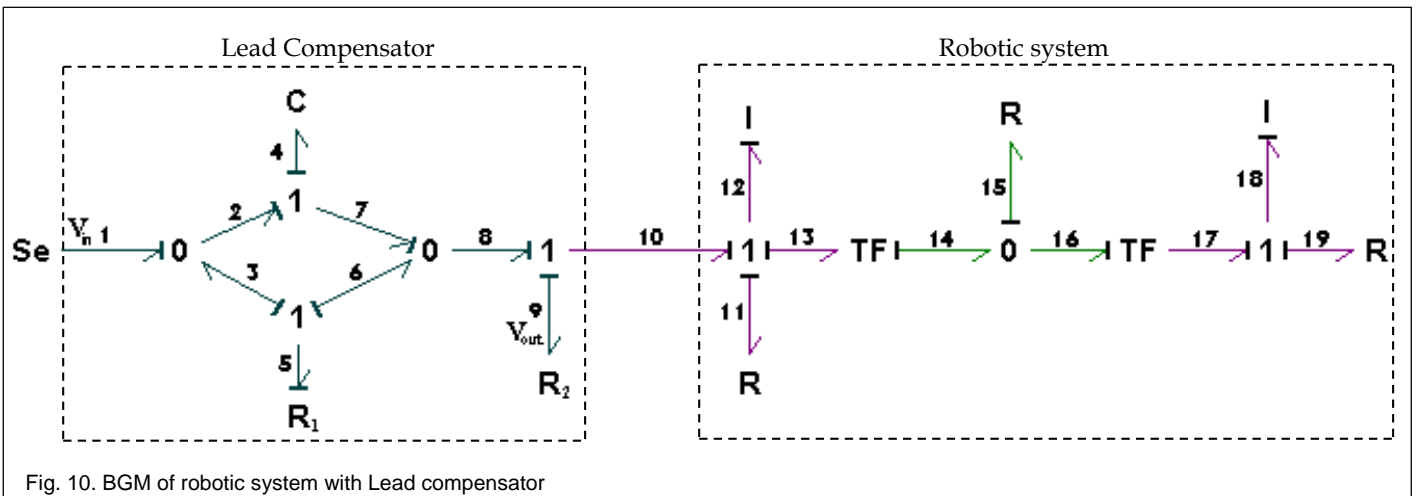 Lead Compensator Robotic system
C I R I
4 12 15 18
1
2 7
Se V_in 1 0 0 8 1 10 1 13 TF 14 0 16 TF 17 1 19 R
3 6
1
5 9 11
V_out
R₁ R₂ R
Fig. 10. BGM of robotic system with Lead compensator